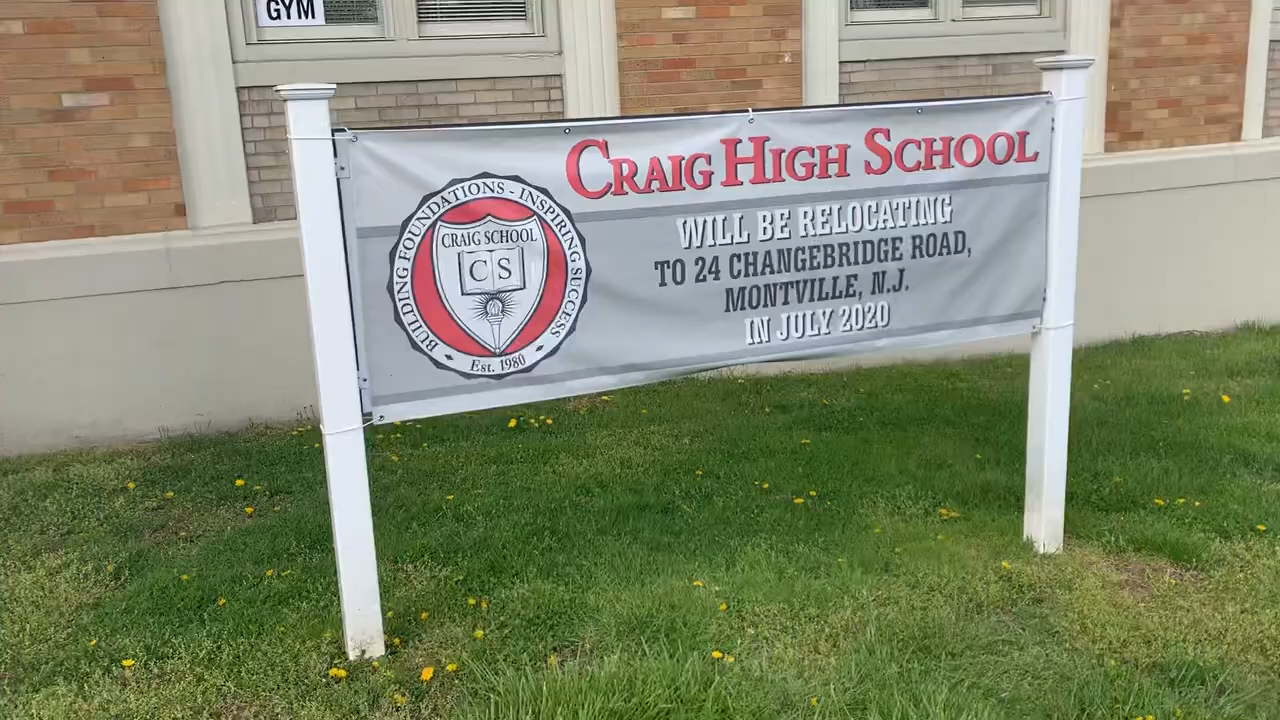 GYM
CRAIG HIGH SCHOOL
WILL BE RELOCATING
TO 24 CHANGEBRIDGE ROAD,
MONTVILLE, N.J.
IN JULY 2020
BUILDING FOUNDATIONS - INSPIRING SUCCESS
CRAIG SCHOOL
C S
Est. 1980